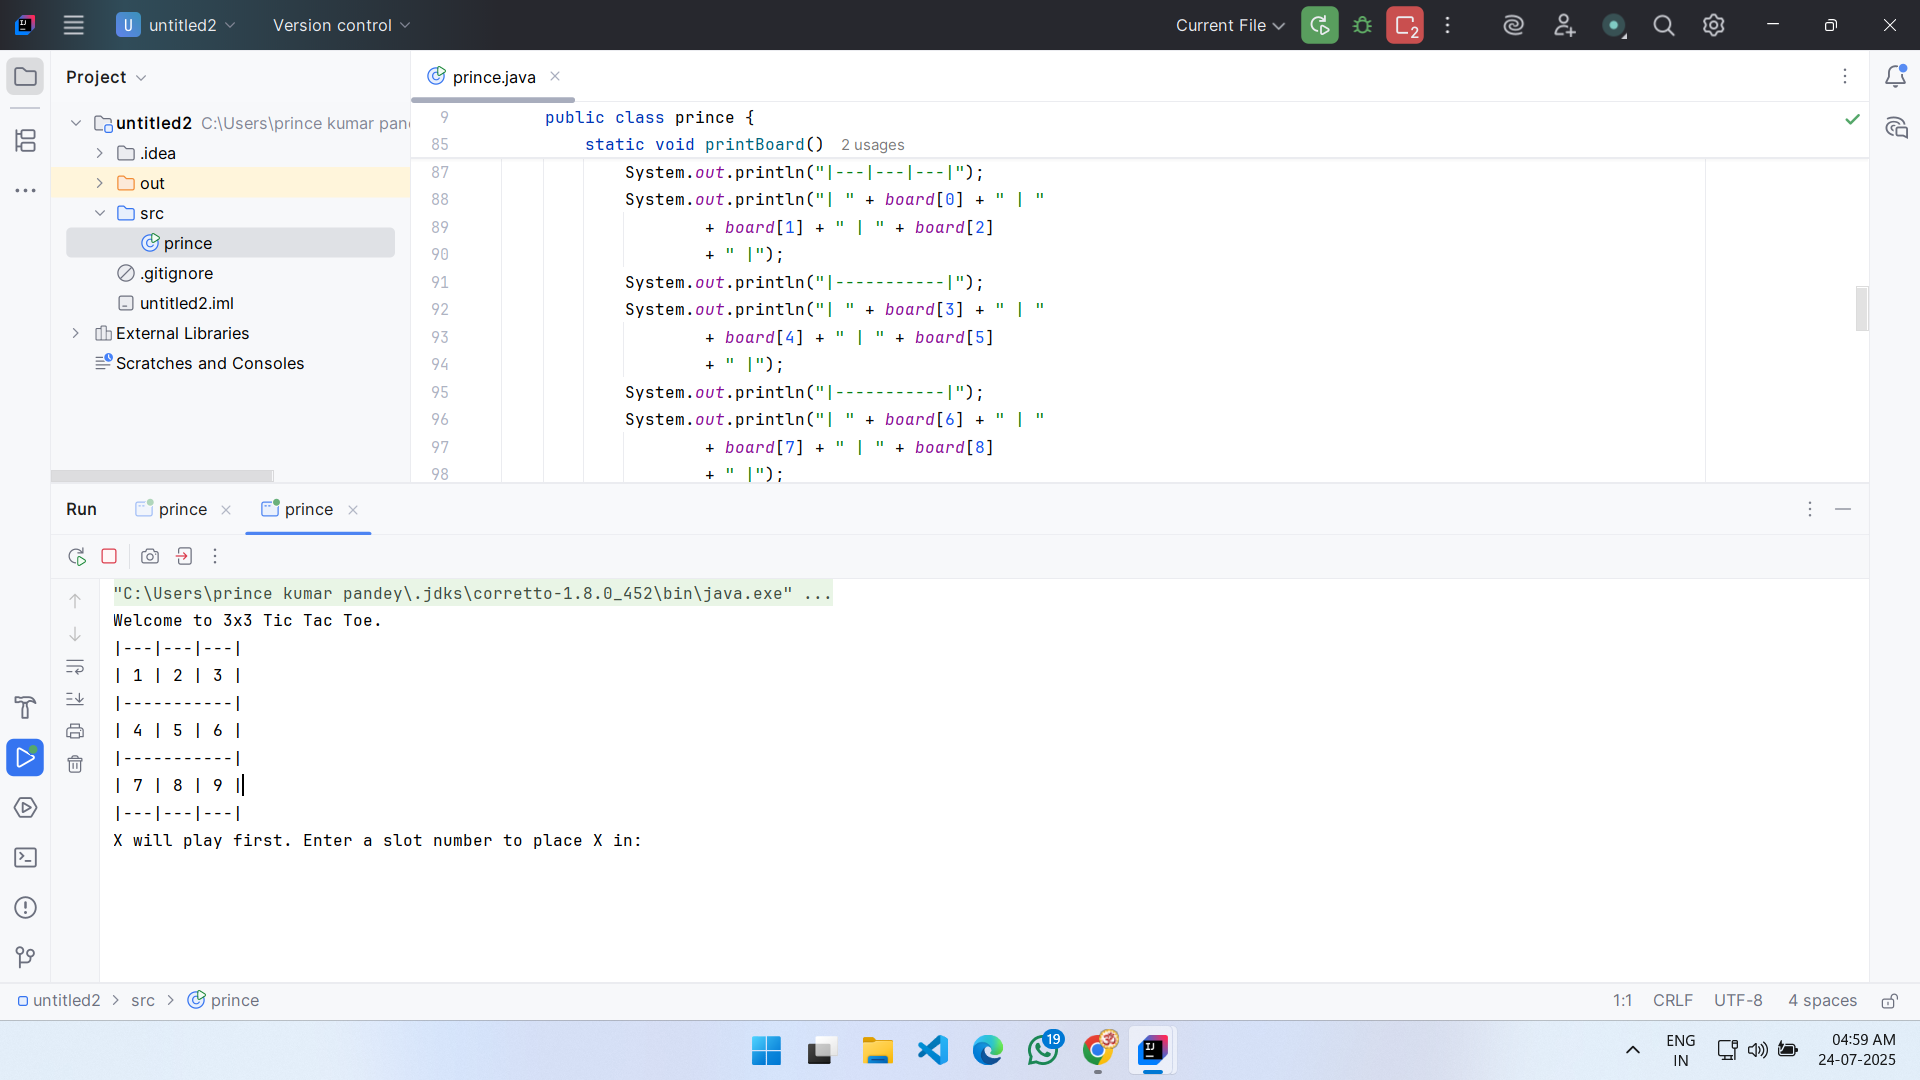 U untitled2 Version control Current File 2
Project
prince.java
untitled2 C:\Users\prince kumar pan
.idea
out
src
prince
.gitignore
untitled2.iml
External Libraries
Scratches and Consoles
9 public class prince {
85 static void printBoard() 2 usages
87 System.out.println("|---|---|---|");
88 System.out.println("| " + board[0] + " | "
89 + board[1] + " | " + board[2]
90 + " |");
91 System.out.println("|-----------|");
92 System.out.println("| " + board[3] + " | "
93 + board[4] + " | " + board[5]
94 + " |");
95 System.out.println("|-----------|");
96 System.out.println("| " + board[6] + " | "
97 + board[7] + " | " + board[8]
98 + " |");
Run prince prince
"C:\Users\prince kumar pandey\.jdks\corretto-1.8.0_452\bin\java.exe" ...
Welcome to 3x3 Tic Tac Toe.
|---|---|---|
| 1 | 2 | 3 |
|-----------|
| 4 | 5 | 6 |
|-----------|
| 7 | 8 | 9 |
|---|---|---|
X will play first. Enter a slot number to place X in:
untitled2 > src > prince 1:1 CRLF UTF-8 4 spaces
19
ENG
IN
04:59 AM
24-07-2025